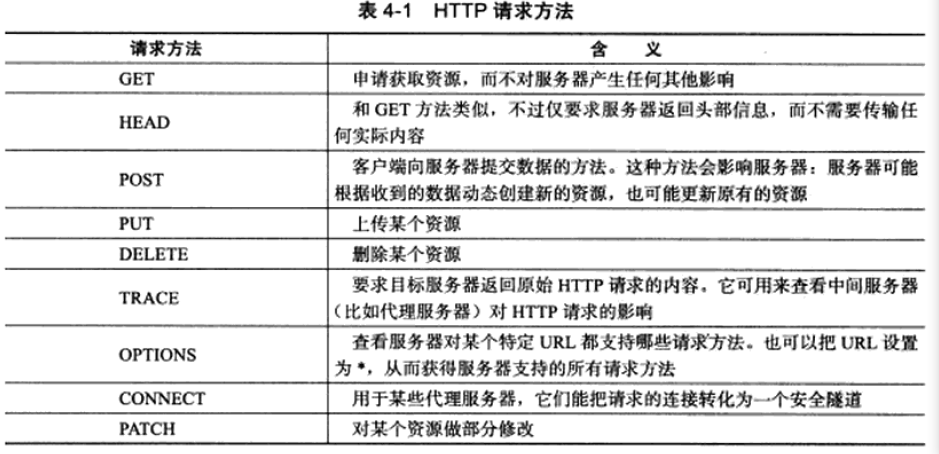 表 4-1 HTTP 请求方法
请求方法 含 义
GET 申请获取资源，而不对服务器产生任何其他影响
HEAD 和 GET 方法类似，不过仅要求服务器返回头部信息，而不需要传输任
何实际内容
POST 客户端向服务器提交数据的方法。这种方法会影响服务器：服务器可能
根据收到的数据动态创建新的资源，也可能更新原有的资源
PUT 上传某个资源
DELETE 删除某个资源
TRACE 要求目标服务器返回原始 HTTP 请求的内容。它可用来查看中间服务器
（比如代理服务器）对 HTTP 请求的影响
OPTIONS 查看服务器对某个特定 URL 都支持哪些请求方法。也可以把 URL 设置
为 *，从而获得服务器支持的所有请求方法
CONNECT 用于某些代理服务器，它们能把请求的连接转化为一个安全隧道
PATCH 对某个资源做部分修改